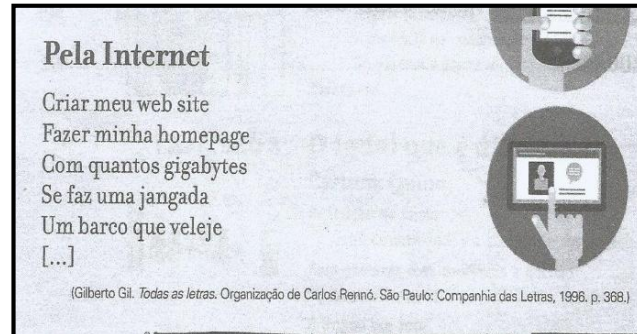 Pela Internet
Criar meu web site
Fazer minha homepage
Com quantos gigabytes
Se faz uma jangada
Um barco que veleje
[...]
(Gilberto Gil. Todas as letras. Organização de Carlos Rennó. São Paulo: Companhia das Letras, 1996. p. 368.)